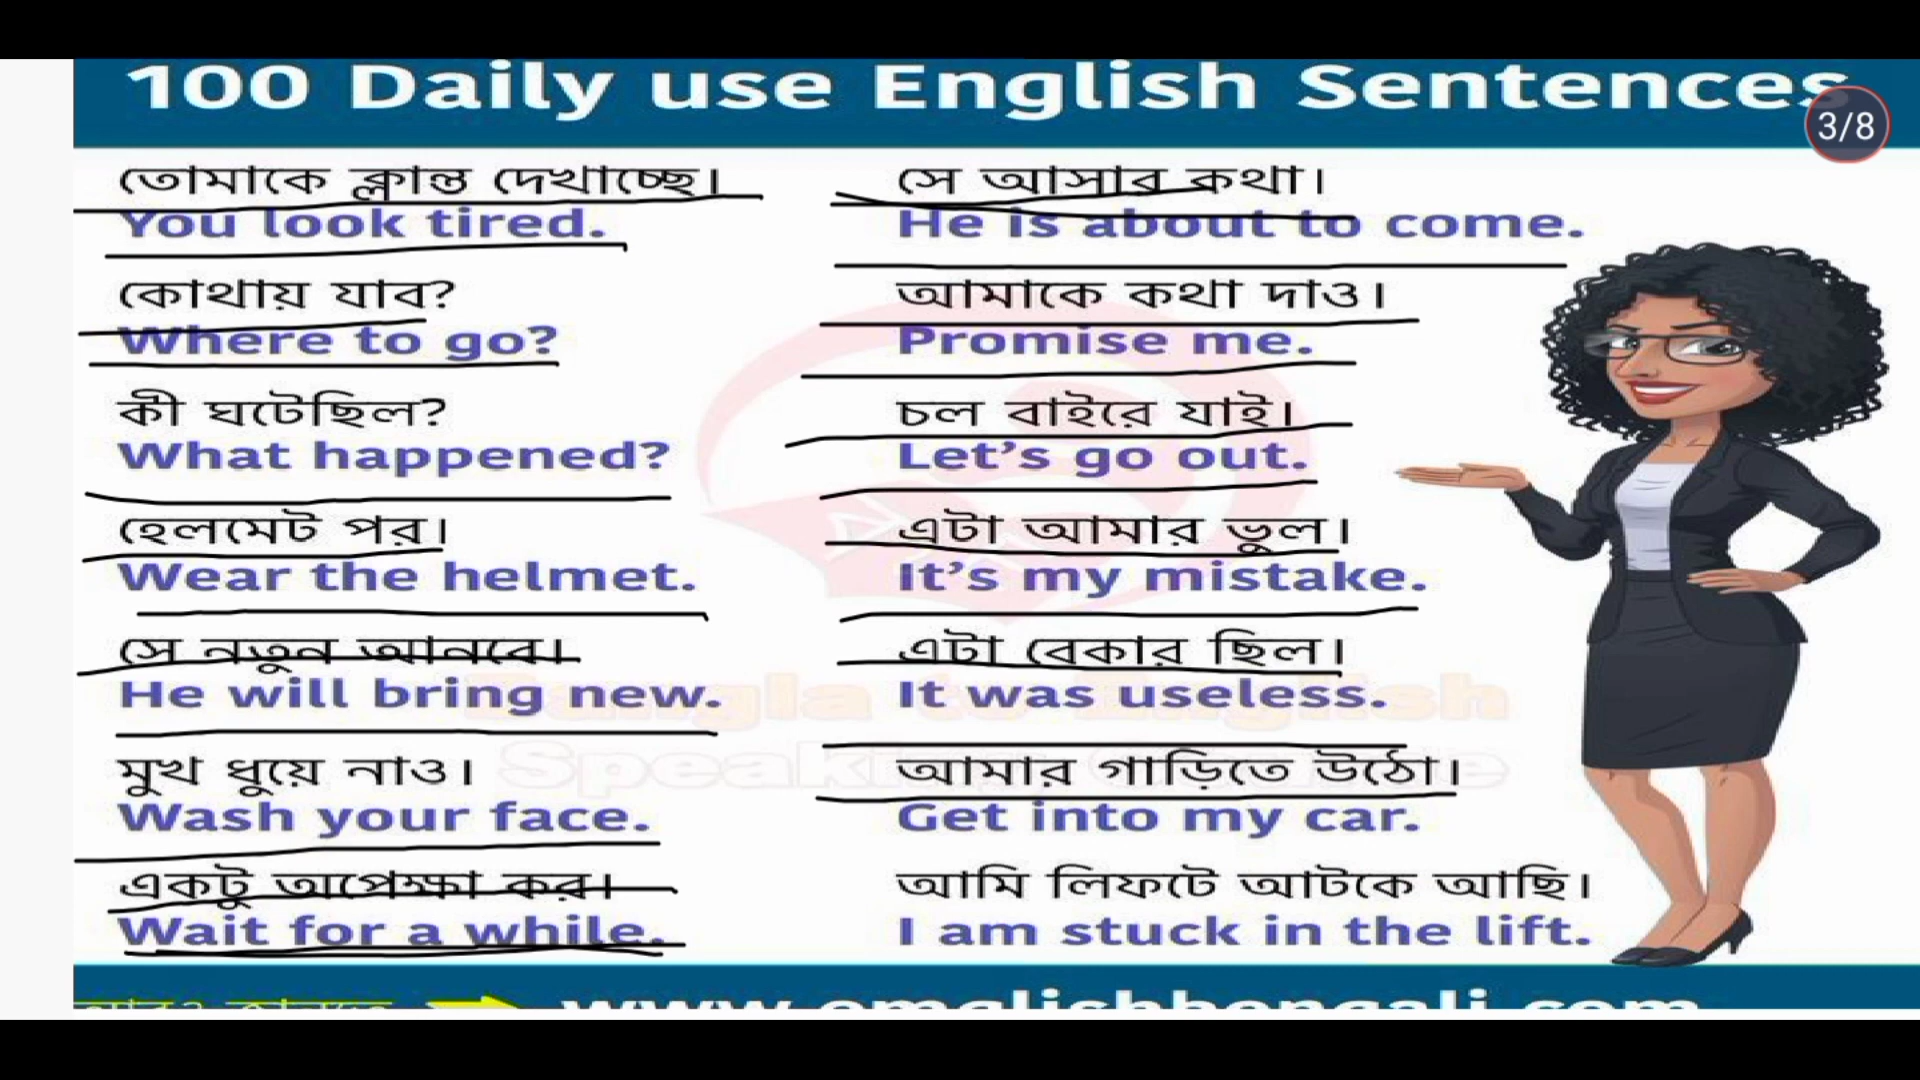 100 Daily use English Sentences
3/8
তোমাকে ক্লান্ত দেখাচ্ছে।
You look tired.
কোথায় যাব?
Where to go?
কী ঘটেছিল?
What happened?
হেলমেট পর।
Wear the helmet.
সে নতুন আনবে।
He will bring new.
মুখ ধুয়ে নাও।
Wash your face.
একটু অপেক্ষা কর।
Wait for a while.
সে আসার কথা।
He is about to come.
আমাকে কথা দাও।
Promise me.
চল বাইরে যাই।
Let’s go out.
এটা আমার ভুল।
It’s my mistake.
এটা বেকার ছিল।
It was useless.
আমার গাড়িতে উঠো।
Get into my car.
আমি লিফটে আটকে আছি।
I am stuck in the lift.
Bangla to English